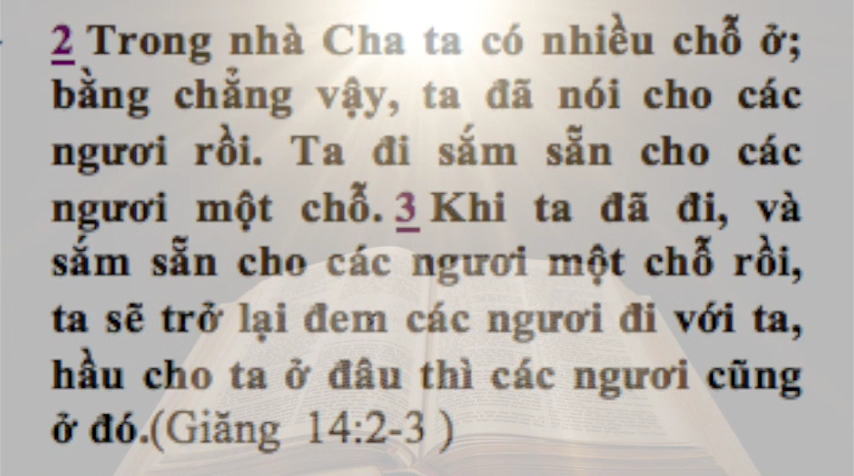 2 Trong nhà Cha ta có nhiều chỗ ở;
bằng chẳng vậy, ta đã nói cho các
ngươi rồi. Ta đi sắm sẵn cho các
ngươi một chỗ. 3 Khi ta đã đi, và
sắm sẵn cho các ngươi một chỗ rồi,
ta sẽ trở lại đem các ngươi đi với ta,
hầu cho ta ở đâu thì các ngươi cũng
ở đó.(Giăng 14:2-3 )